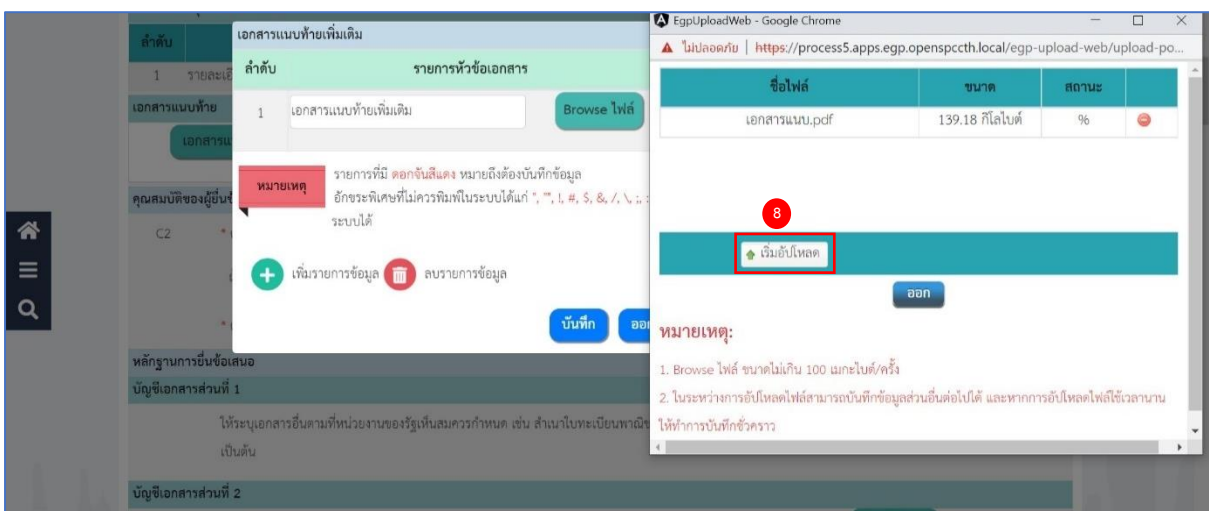 EgpUploadWeb - Google Chrome
ไม่ปลอดภัย | https://process5.apps.egp.openspccth.local/egp-upload-web/upload-po...
ชื่อไฟล์ ขนาด สถานะ
เอกสารแนบ.pdf 139.18 กิโลไบต์ %
8
เริ่มอัปโหลด
ออก
หมายเหตุ:
1. Browse ไฟล์ ขนาดไม่เกิน 100 เมกะไบต์/ครั้ง
2. ในระหว่างการอัปโหลดไฟล์สามารถบันทึกข้อมูลส่วนอื่นต่อไปได้ และหากการอัปโหลดไฟล์ใช้เวลานาน
ให้ทำการบันทึกชั่วคราว
เอกสารแนบท้ายเพิ่มเติม
ลำดับ รายการหัวข้อเอกสาร
1 เอกสารแนบท้ายเพิ่มเติม Browse ไฟล์
หมายเหตุ
รายการที่มี ดอกจันสีแดง หมายถึงต้องบันทึกข้อมูล
อักขระพิเศษที่ไม่ควรพิมพ์ในระบบได้แก่
ระบบได้
เพิ่มรายการข้อมูล ลบรายการข้อมูล
บันทึก ออก
ลำดับ
1
เอกสารแนบท้าย
คุณสมบัติของผู้ยื่น
C2 *
*
หลักฐานการยื่นข้อเสนอ
บัญชีเอกสารส่วนที่ 1
ให้ระบุเอกสารอื่นตามที่หน่วยงานของรัฐเห็นสมควรกำหนด เช่น สำเนาใบทะเบียนพาณิช
เป็นต้น
บัญชีเอกสารส่วนที่ 2